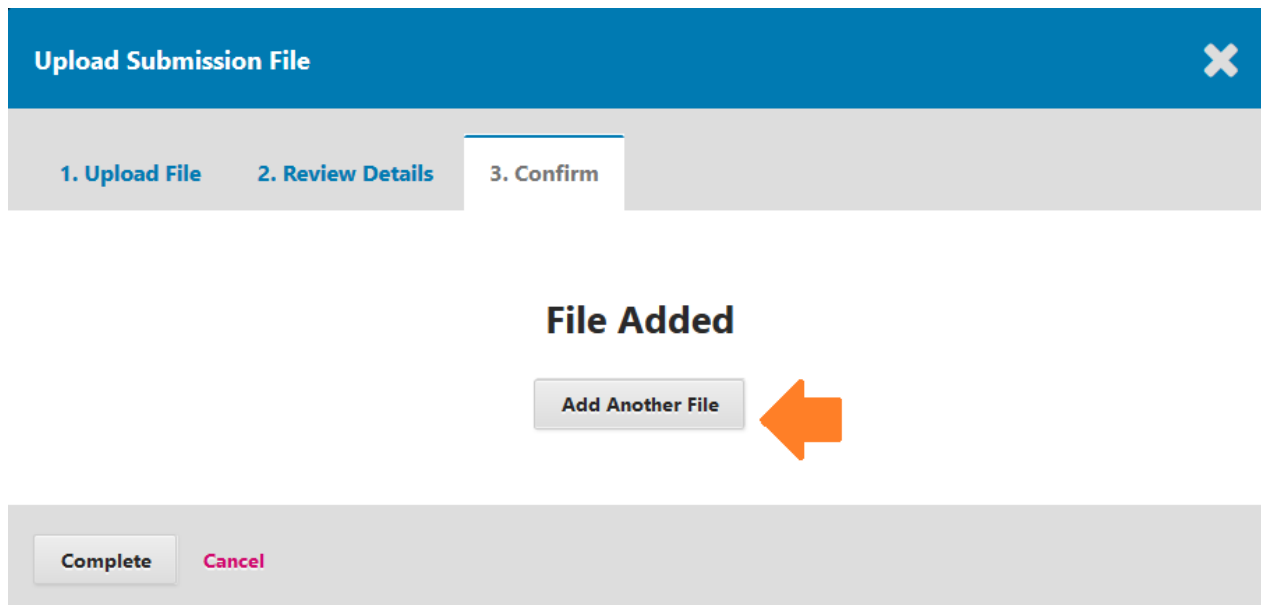 Upload Submission File
1. Upload File 2. Review Details 3. Confirm
File Added
Add Another File
Complete Cancel